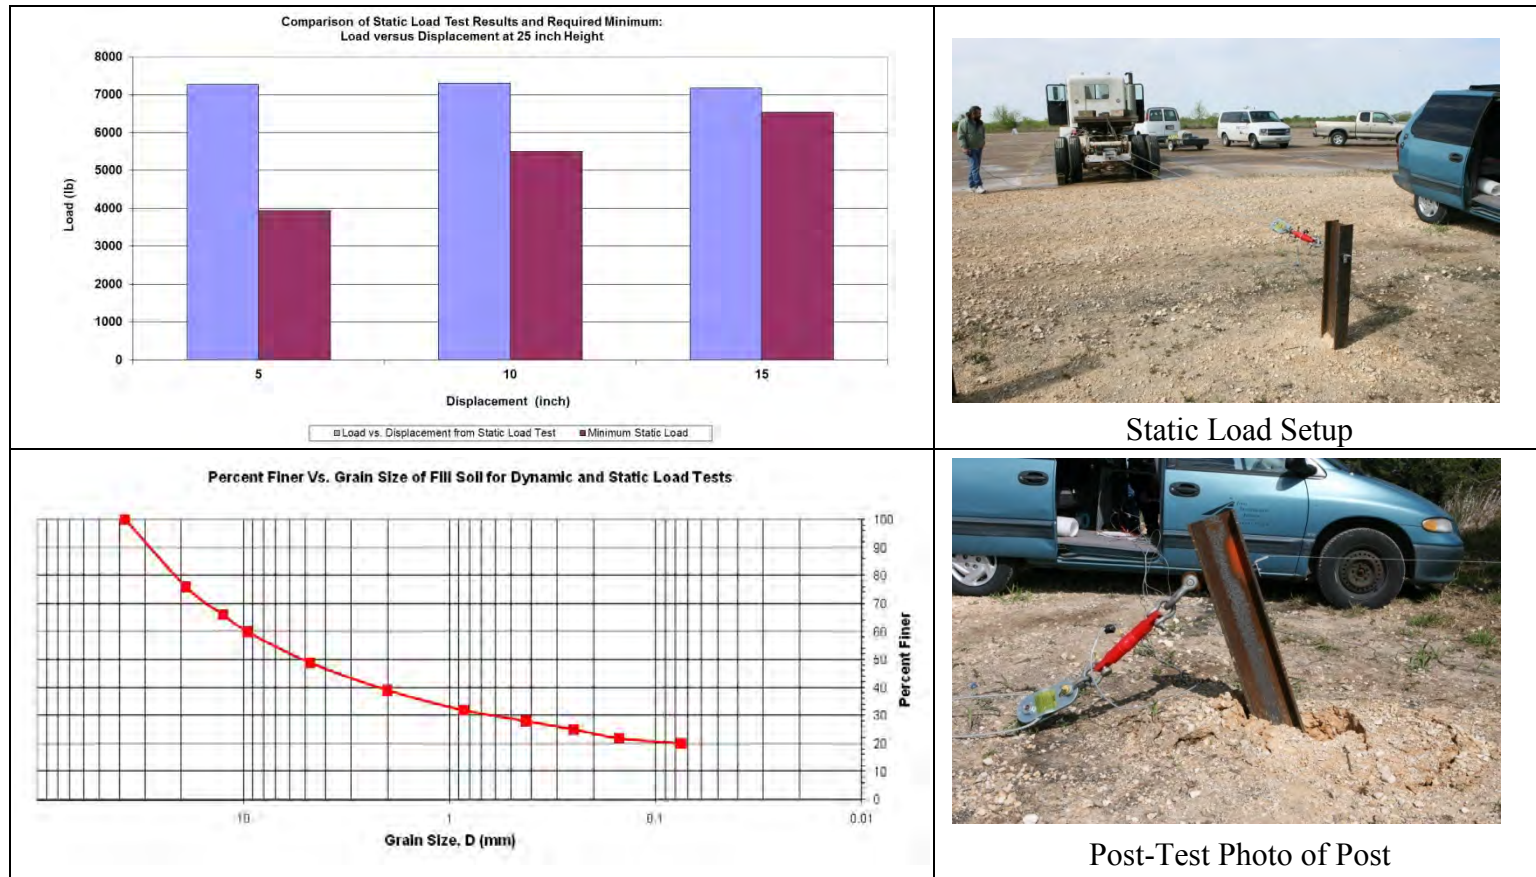 Comparison of Static Load Test Results and Required Minimum:
Load versus Displacement at 25 inch Height
8000
7000
6000
5000
4000
3000
2000
1000
0
Load (lb)
5 10 15
Displacement (inch)
Load vs. Displacement from Static Load Test Minimum Static Load
Static Load Setup
Percent Finer Vs. Grain Size of Fill Soil for Dynamic and Static Load Tests
100
90
80
70
60
50
40
30
20
10
0
Percent Finer
10 1 0.1 0.01
Grain Size, D (mm)
Post-Test Photo of Post